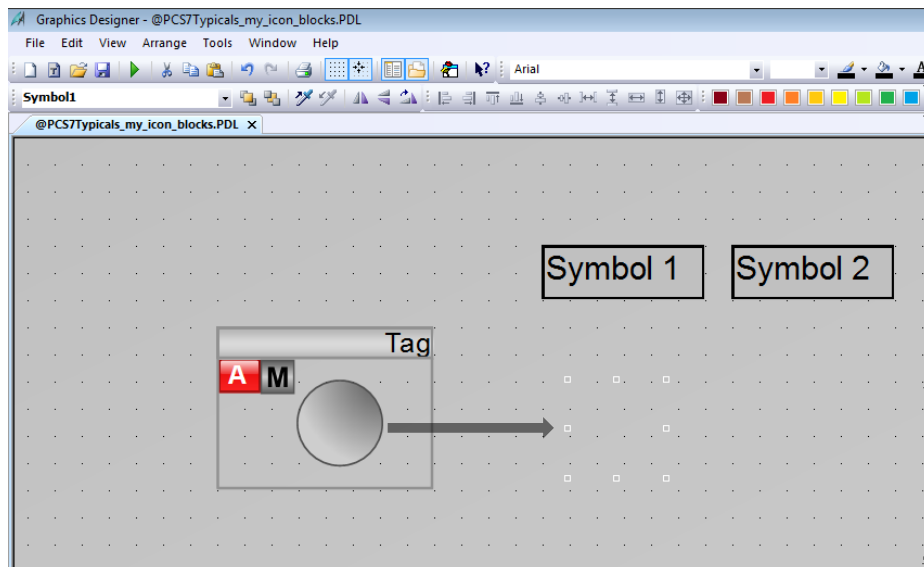 Graphics Designer - @PCS7Typicals_my_icon_blocks.PDL
File Edit View Arrange Tools Window Help
Arial
Symbol1
@PCS7Typicals_my_icon_blocks.PDL X
Symbol 1 Symbol 2
Tag
A M